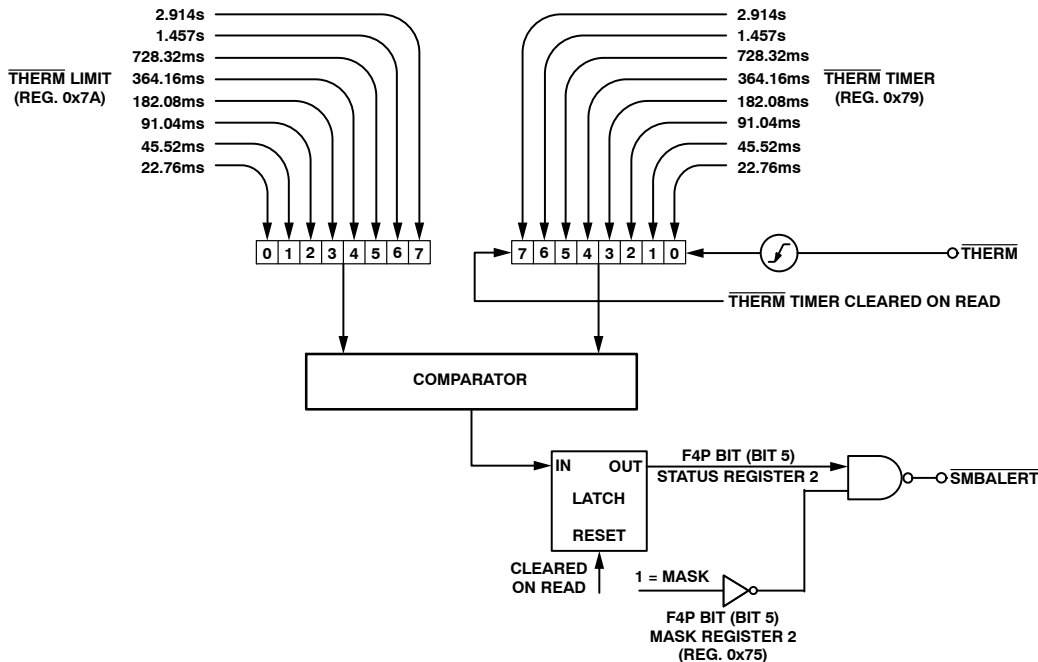 2.914s
1.457s
728.32ms
364.16ms
182.08ms
91.04ms
45.52ms
22.76ms
THERM LIMIT
(REG. 0x7A)
2.914s
1.457s
728.32ms
364.16ms
182.08ms
91.04ms
45.52ms
22.76ms
THERM TIMER
(REG. 0x79)
0 1 2 3 4 5 6 7
7 6 5 4 3 2 1 0
THERM
THERM TIMER CLEARED ON READ
COMPARATOR
IN OUT
LATCH
RESET
F4P BIT (BIT 5)
STATUS REGISTER 2
SMBALERT
CLEARED
ON READ
1 = MASK
F4P BIT (BIT 5)
MASK REGISTER 2
(REG. 0x75)